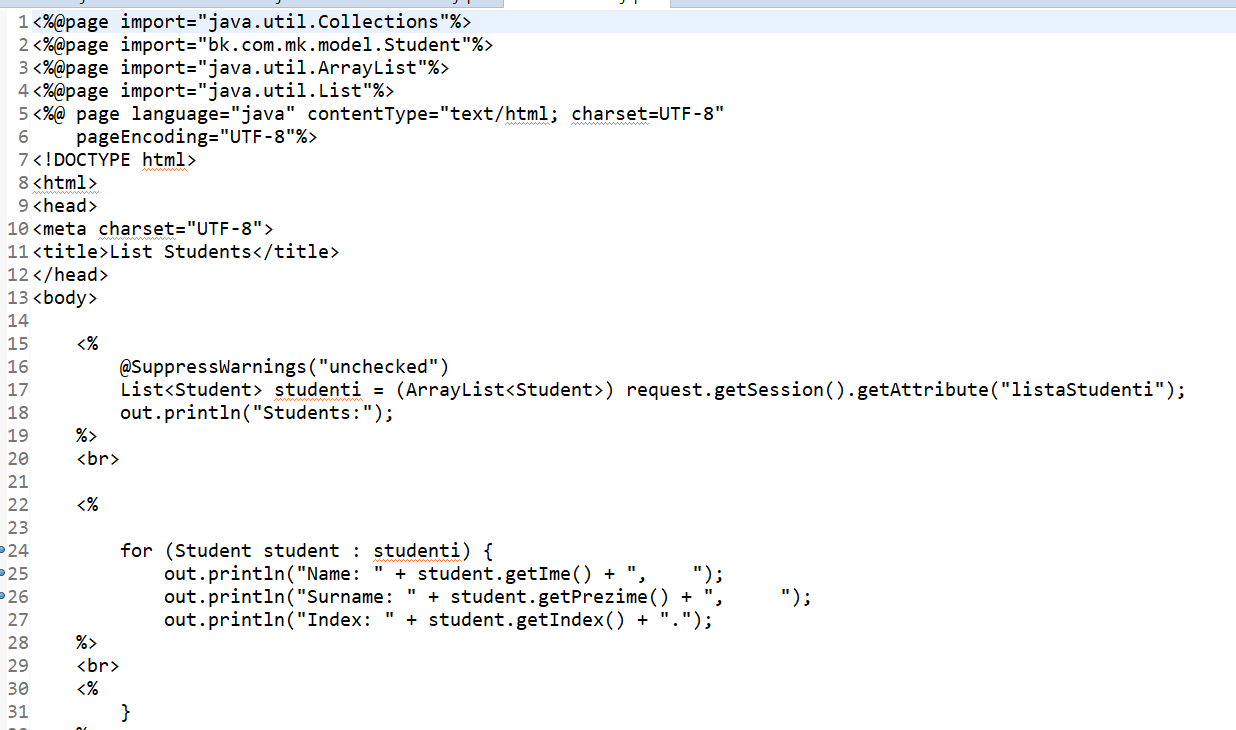 1 <%@page import="java.util.Collections"%>
2 <%@page import="bk.com.mk.model.Student"%>
3 <%@page import="java.util.ArrayList"%>
4 <%@page import="java.util.List"%>
5 <%@ page language="java" contentType="text/html; charset=UTF-8"
6     pageEncoding="UTF-8"%>
7 <!DOCTYPE html>
8 <html>
9 <head>
10 <meta charset="UTF-8">
11 <title>List Students</title>
12 </head>
13 <body>
14
15     <%
16         @SuppressWarnings("unchecked")
17         List<Student> studenti = (ArrayList<Student>) request.getSession().getAttribute("listaStudenti");
18         out.println("Students:");
19     %>
20     <br>
21
22     <%
23
24         for (Student student : studenti) {
25             out.println("Name: " + student.getIme() + ",    ");
26             out.println("Surname: " + student.getPrezime() + ",     ");
27             out.println("Index: " + student.getIndex() + ".");
28     %>
29     <br>
30     <%
31         }